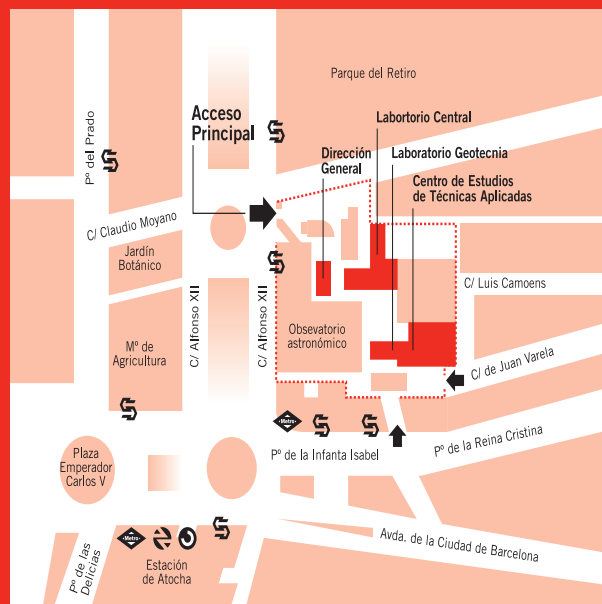 Parque del Retiro
Acceso
Principal
Labortorio Central
Dirección
General
Laboratorio Geotecnia
Centro de Estudios
de Técnicas Aplicadas
Pº del Prado
C/ Claudio Moyano
Jardín
Botánico
C/ Luis Camoens
C/ Alfonso XII
C/ Alfonso XII
Obsevatorio
astronómico
Mº de
Agricultura
C/ de Juan Varela
Metro
Pº de la Infanta Isabel
Pº de la Reina Cristina
Plaza
Emperador
Carlos V
Metro
Avda. de la Ciudad de Barcelona
Pº de las
Delicias
Estación
de Atocha